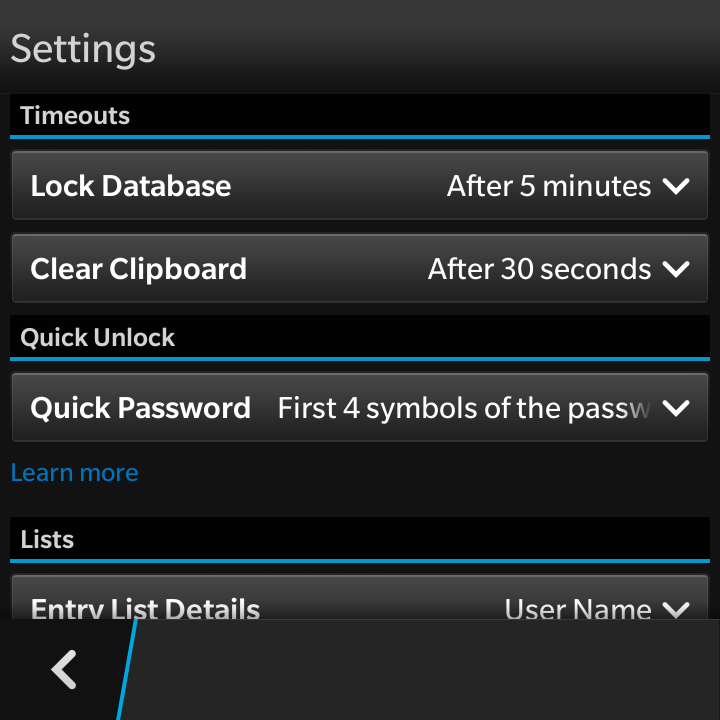 Settings
Timeouts
Lock Database After 5 minutes
Clear Clipboard After 30 seconds
Quick Unlock
Quick Password First 4 symbols of the passw
Learn more
Lists
Entry List Details User Name